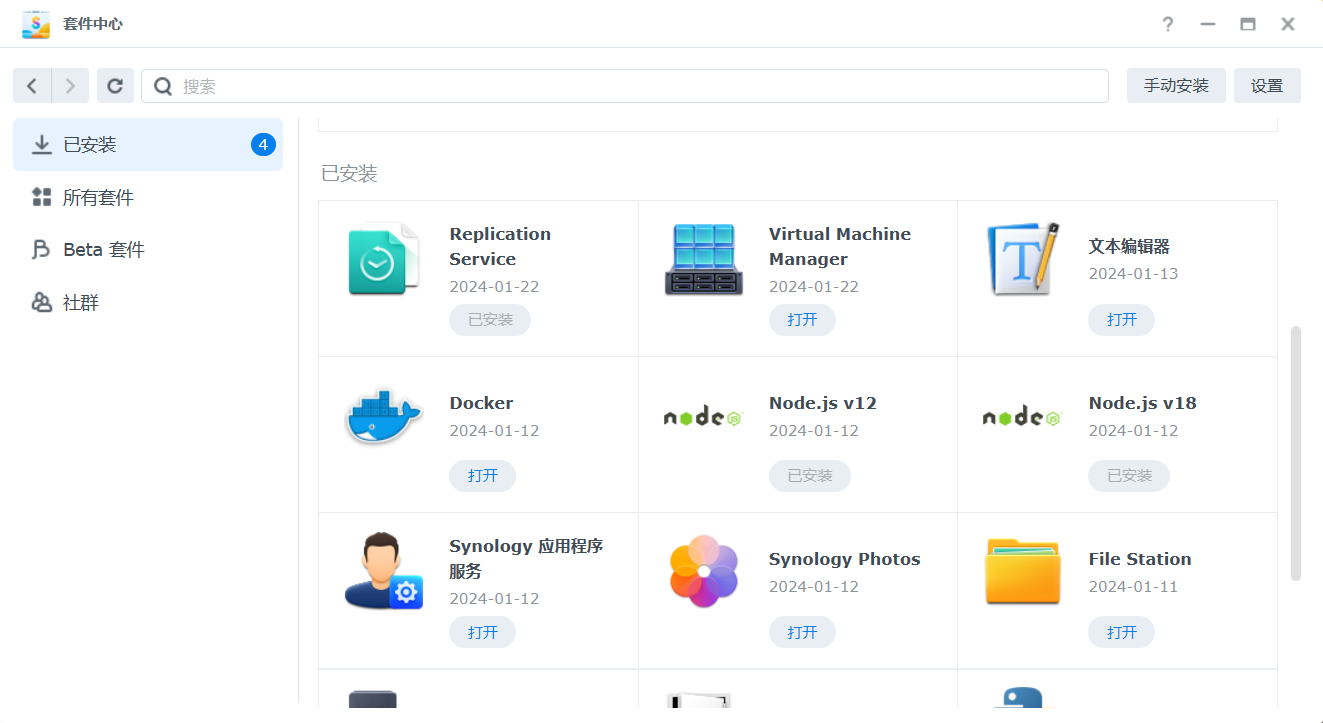 套件中心
搜索
手动安装
设置
已安装
4
所有套件
Beta 套件
社群
已安装
Replication
Service
2024-01-22
已安装
Virtual Machine
Manager
2024-01-22
打开
文本编辑器
2024-01-13
打开
Docker
2024-01-12
打开
node
JS
Node.js v12
2024-01-12
已安装
node
JS
Node.js v18
2024-01-12
已安装
Synology 应用程序
服务
2024-01-12
打开
Synology Photos
2024-01-12
打开
File Station
2024-01-11
打开